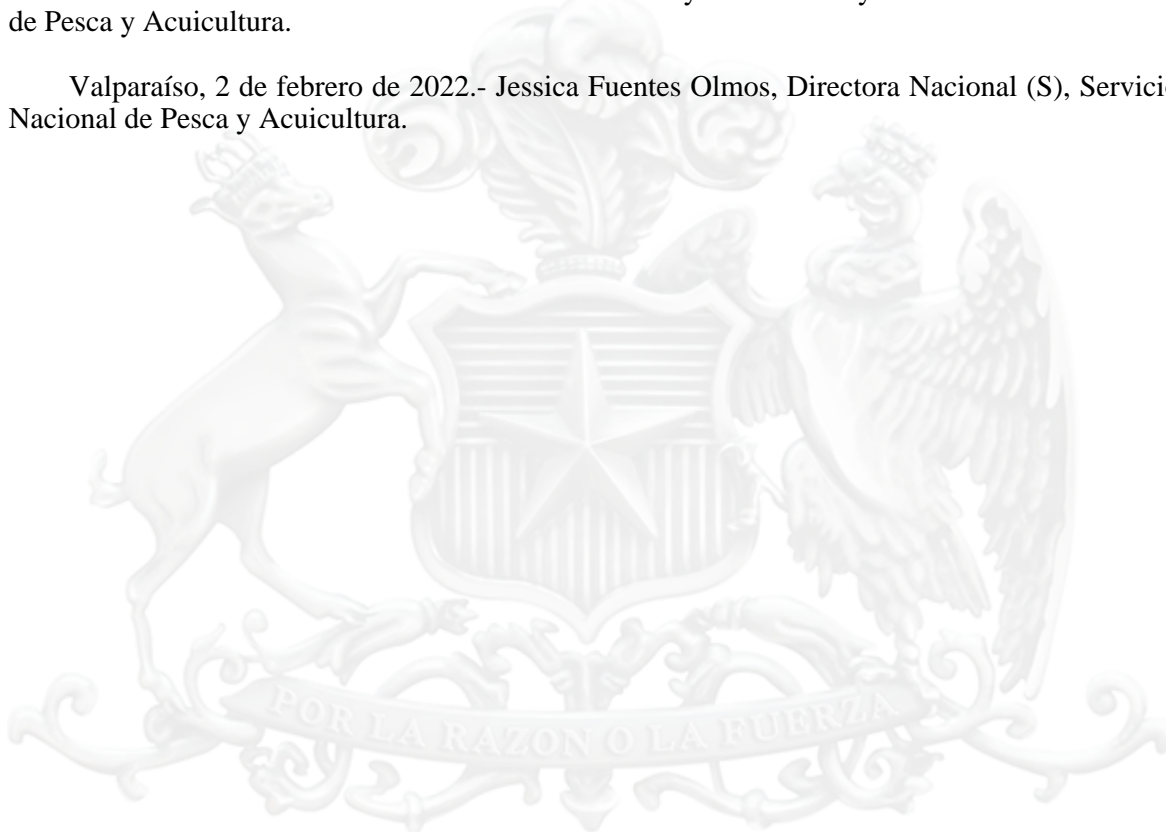 de Pesca y Acuicultura.
Valparaíso, 2 de febrero de 2022.- Jessica Fuentes Olmos, Directora Nacional (S), Servicio
Nacional de Pesca y Acuicultura.
POR LA RAZON O LA FUERZA